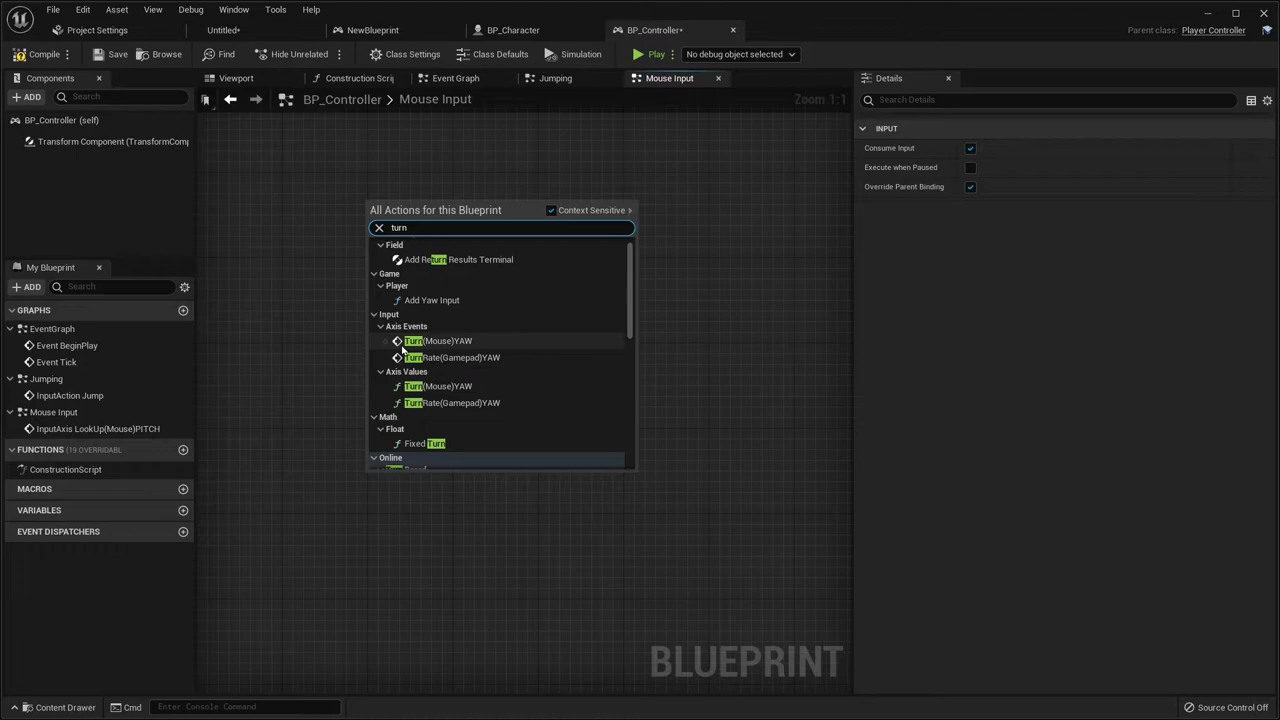 File Edit Asset View Debug Window Tools Help
Project Settings Untitled• NewBlueprint BP_Character BP_Controller• Parent class: Player Controller
Compile Save Browse Find Hide Unrelated Class Settings Class Defaults Simulation Play No debug object selected
Components Viewport Construction Scrip Event Graph Jumping Mouse Input Details
+ ADD Search BP_Controller > Mouse Input Zoom 1:1 Search Details
BP_Controller (self)
Transform Component (TransformComp
INPUT
Consume Input
Execute when Paused
Override Parent Binding
All Actions for this Blueprint Context Sensitive
turn
Field
Add Return Results Terminal
Game
Player
Add Yaw Input
Input
Axis Events
Turn(Mouse)YAW
TurnRate(Gamepad)YAW
Axis Values
Turn(Mouse)YAW
TurnRate(Gamepad)YAW
Math
Float
Fixed Turn
Online
My Blueprint
+ ADD Search
GRAPHS
EventGraph
Event BeginPlay
Event Tick
Jumping
InputAction Jump
Mouse Input
InputAxis LookUp(Mouse)PITCH
FUNCTIONS (19 OVERRIDABL
ConstructionScript
MACROS
VARIABLES
EVENT DISPATCHERS
BLUEPRINT
Content Drawer Cmd Enter Console Command Source Control Off